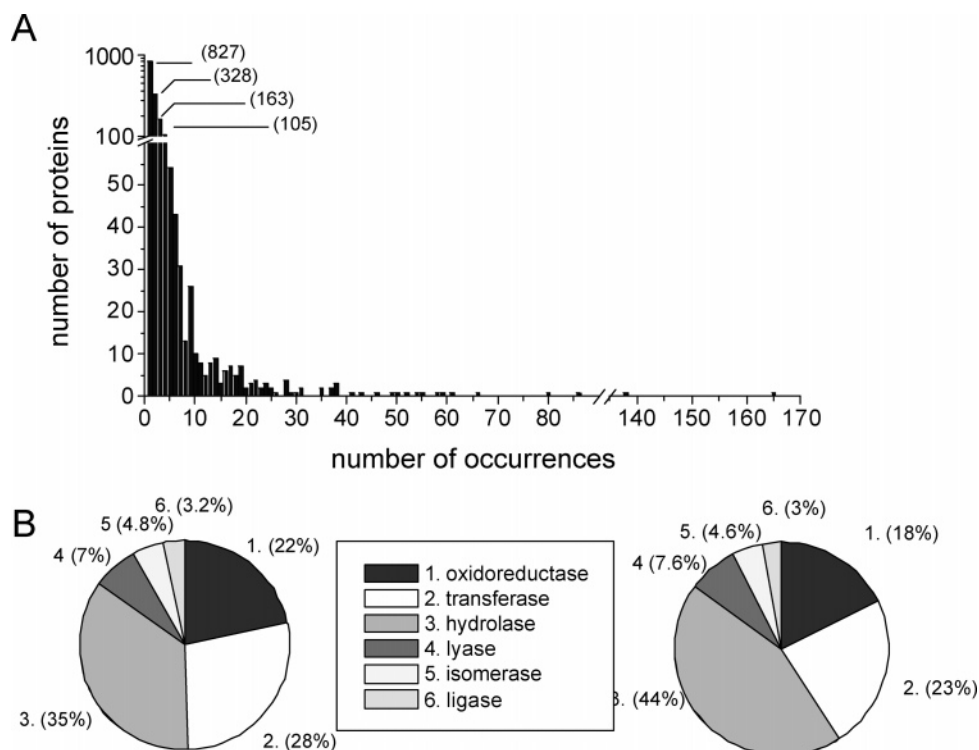 A
1000
(827)
(328)
(163)
(105)
100
50
40
30
20
10
0
number of proteins
0 10 20 30 40 50 60 70 80 140 150 160 170
number of occurrences
B
6. (3.2%)
5 (4.8%)
4 (7%)
1. (22%)
3. (35%)
2. (28%)
1. oxidoreductase
2. transferase
3. hydrolase
4. lyase
5. isomerase
6. ligase
6. (3%)
5. (4.6%)
4 (7.6%)
1. (18%)
(44%)
2. (23%)